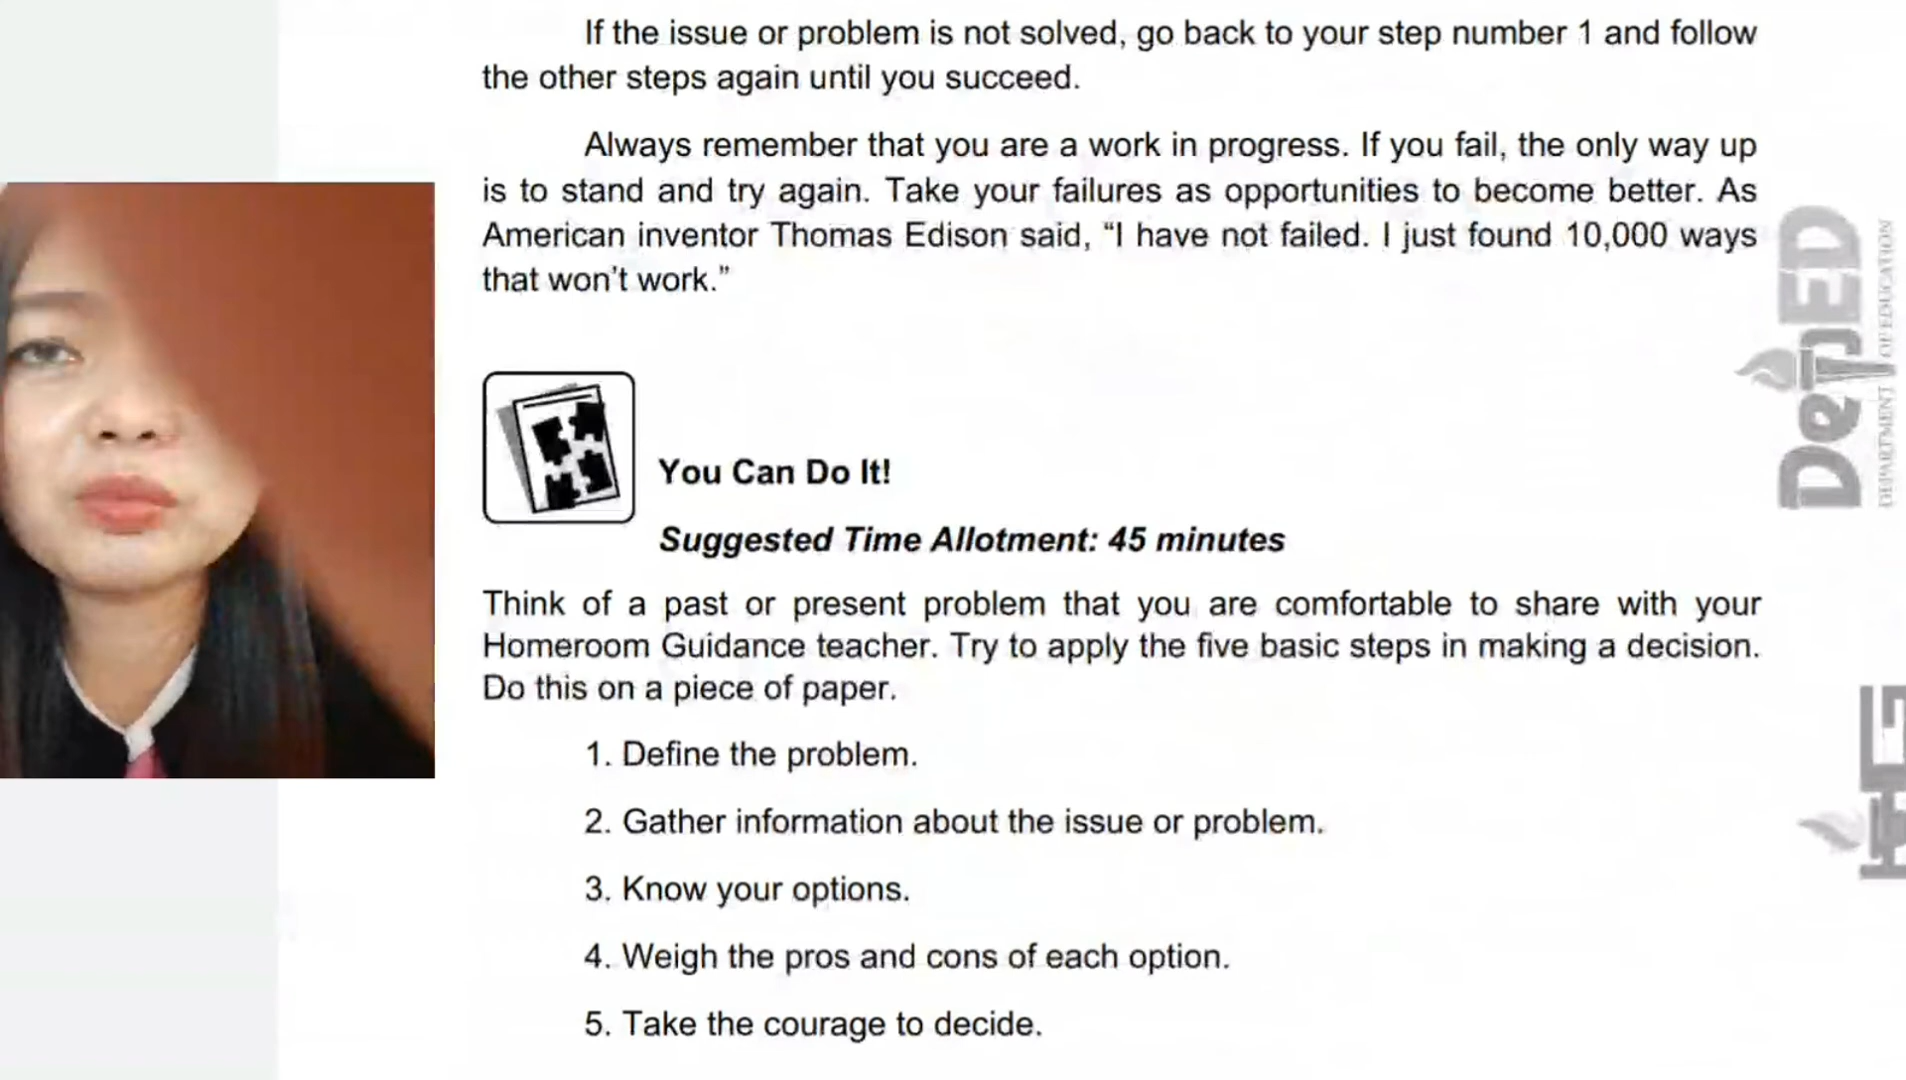 If the issue or problem is not solved, go back to your step number 1 and follow
the other steps again until you succeed.
Always remember that you are a work in progress. If you fail, the only way up
is to stand and try again. Take your failures as opportunities to become better. As
American inventor Thomas Edison said, “I have not failed. I just found 10,000 ways
that won’t work.”
You Can Do It!
Suggested Time Allotment: 45 minutes
Think of a past or present problem that you are comfortable to share with your
Homeroom Guidance teacher. Try to apply the five basic steps in making a decision.
Do this on a piece of paper.
1. Define the problem.
2. Gather information about the issue or problem.
3. Know your options.
4. Weigh the pros and cons of each option.
5. Take the courage to decide.
DepED
DEPARTMENT OF EDUCATION